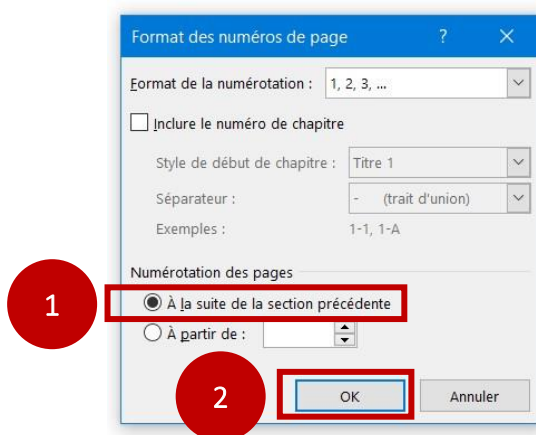 Format des numéros de page ? ×
Format de la numérotation : 1, 2, 3, ...
Inclure le numéro de chapitre
Style de début de chapitre : Titre 1
Séparateur : - (trait d'union)
Exemples : 1-1, 1-A
Numérotation des pages
1 À la suite de la section précédente
À partir de :
2 OK Annuler